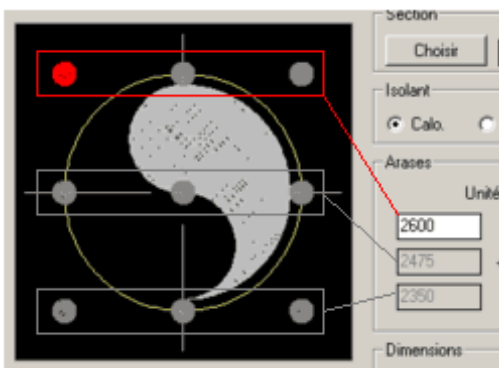 Section
Choisir
Isolant
Calo.
Arases
Unité
2600
2475
2350
Dimensions